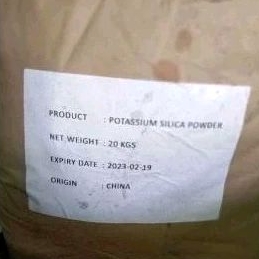 PRODUCT : POTASSIUM SILICA POWDER
NET WEIGHT : 20 KGS
EXPIRY DATE : 2023-02-19
ORIGIN : CHINA